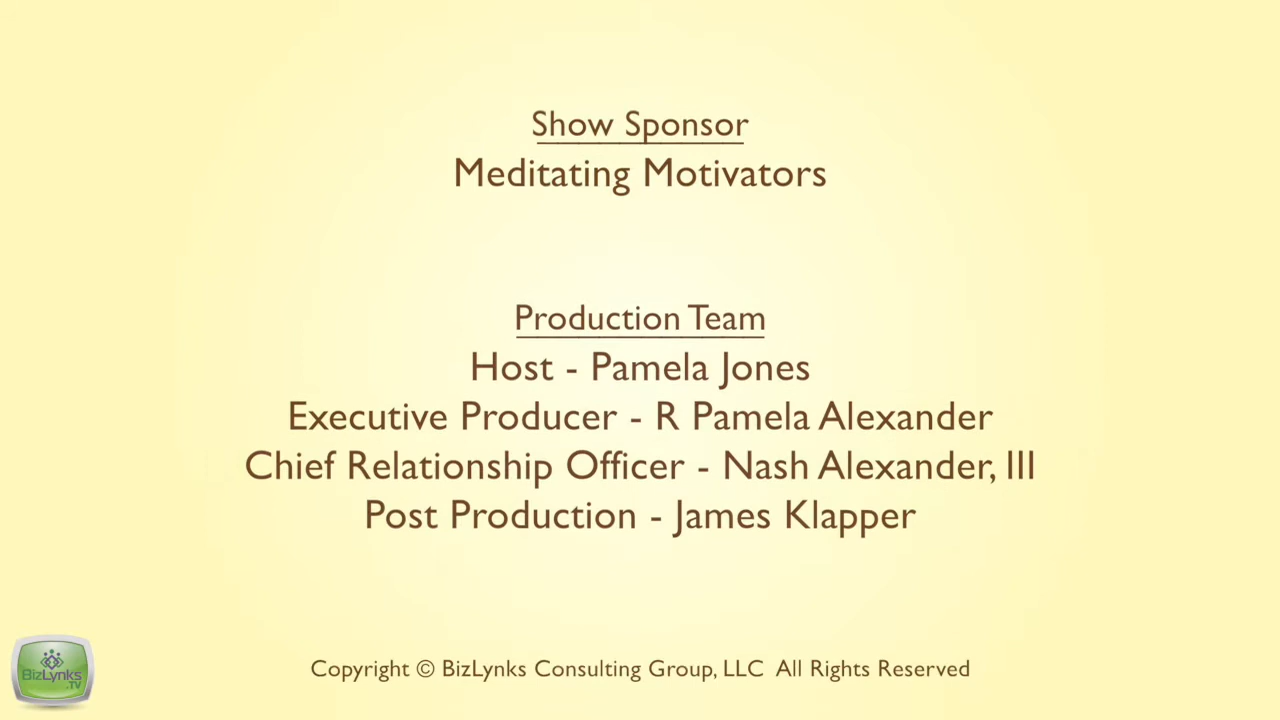 Show Sponsor
Meditating Motivators
Production Team
Host - Pamela Jones
Executive Producer - R Pamela Alexander
Chief Relationship Officer - Nash Alexander, III
Post Production - James Klapper
Copyright © BizLynks Consulting Group, LLC  All Rights Reserved
BizLynks
.TV